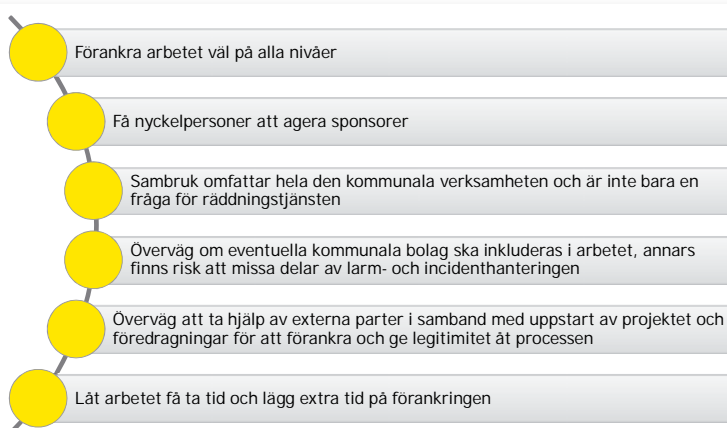 Förankra arbetet väl på alla nivåer
Få nyckelpersoner att agera sponsorer
Sambruk omfattar hela den kommunala verksamheten och är inte bara en
fråga för räddningstjänsten
Överväg om eventuella kommunala bolag ska inkluderas i arbetet, annars
finns risk att missa delar av larm- och incidenthanteringen
Överväg att ta hjälp av externa parter i samband med uppstart av projektet och
föredragningar för att förankra och ge legitimitet åt processen
Låt arbetet få ta tid och lägg extra tid på förankringen